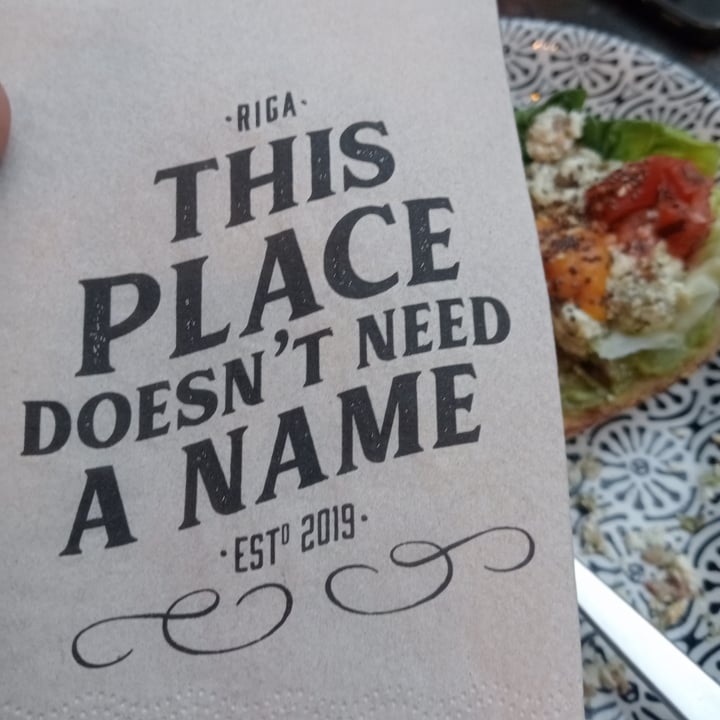 ·RIGA·
THIS
PLACE
DOESN'T NEED
A NAME
·ESTD 2019·